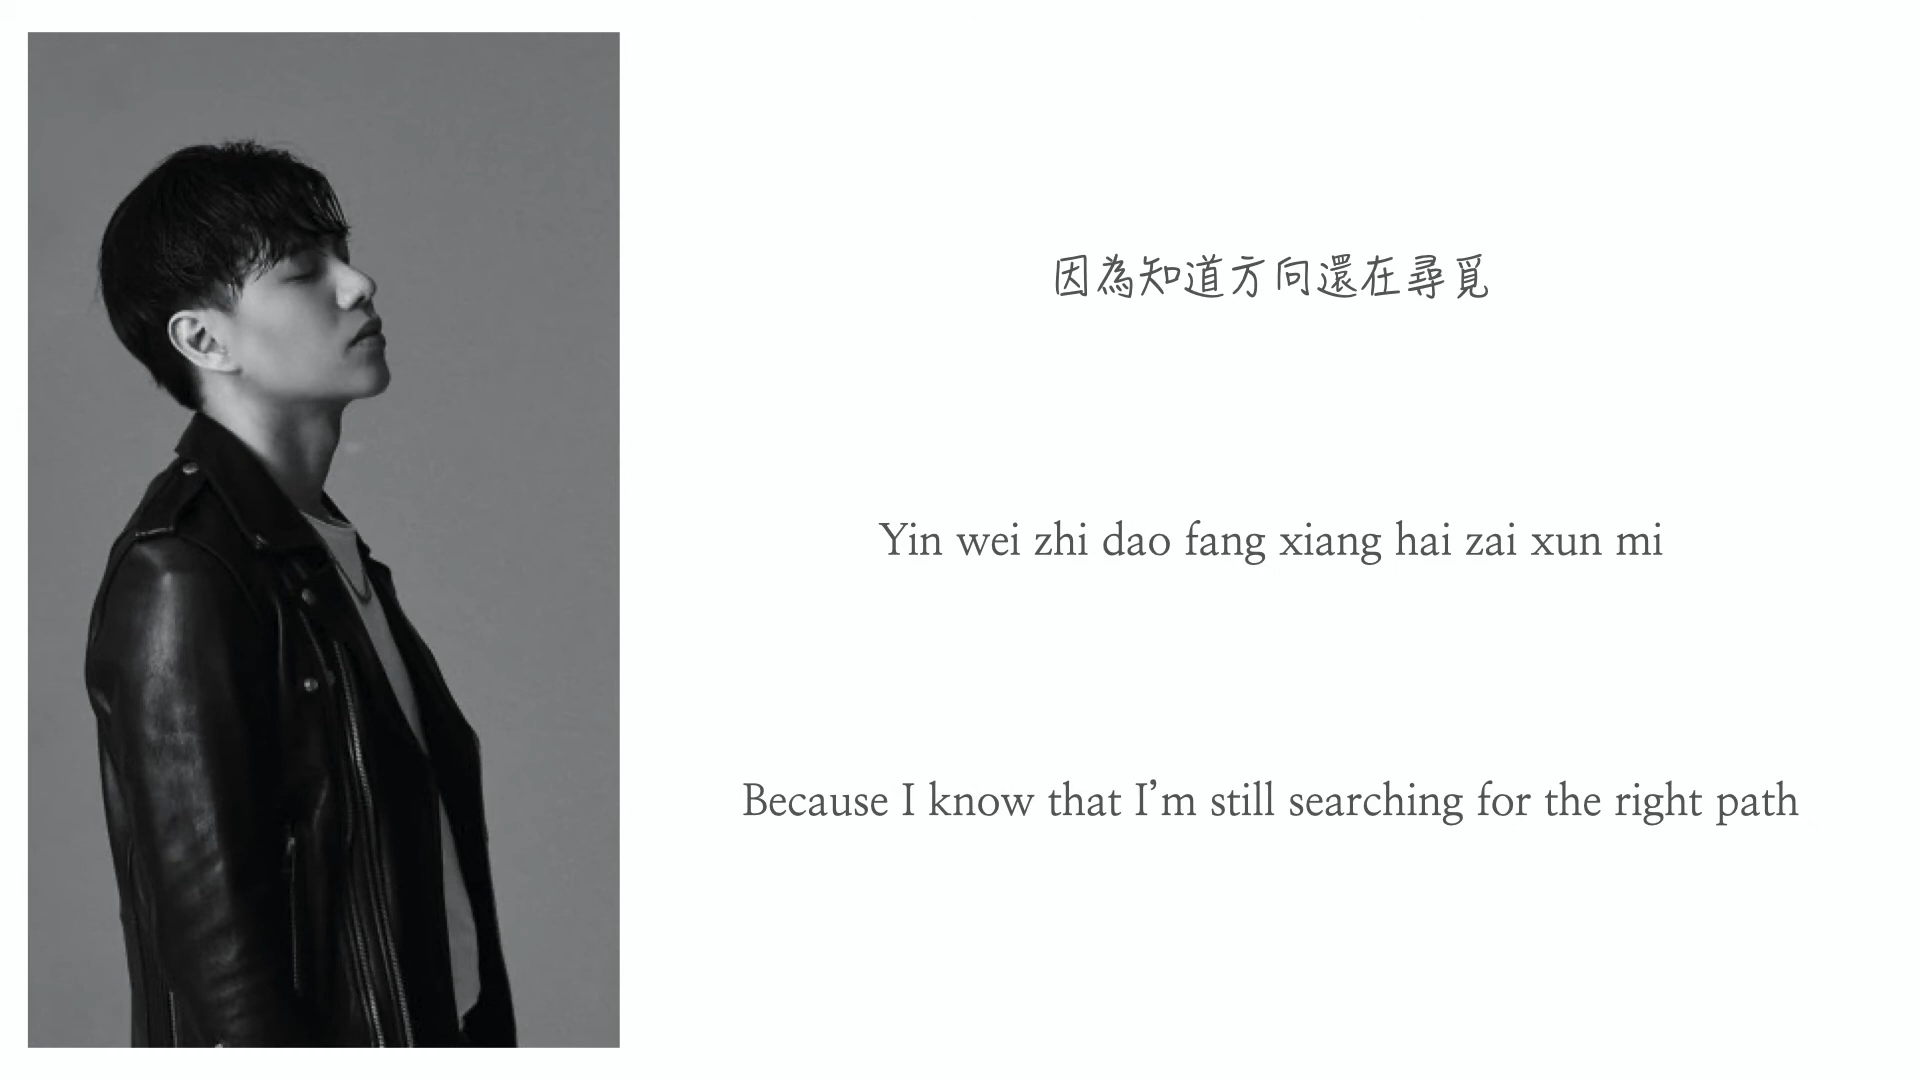 因為知道方向還在尋覓
Yin wei zhi dao fang xiang hai zai xun mi
Because I know that I’m still searching for the right path